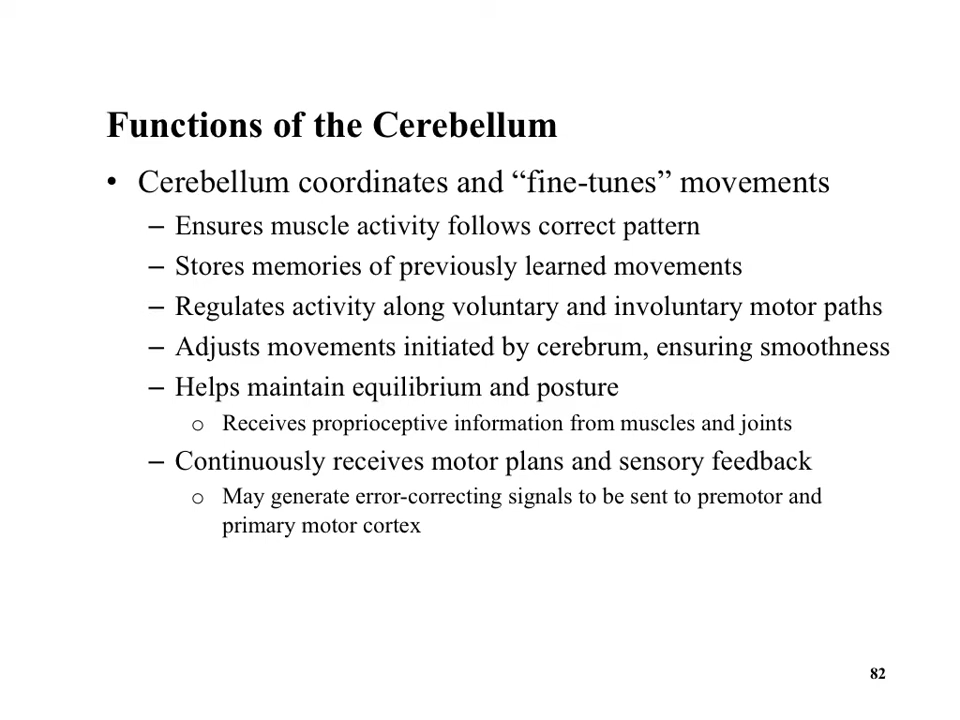 Functions of the Cerebellum
• Cerebellum coordinates and “fine-tunes” movements
– Ensures muscle activity follows correct pattern
– Stores memories of previously learned movements
– Regulates activity along voluntary and involuntary motor paths
– Adjusts movements initiated by cerebrum, ensuring smoothness
– Helps maintain equilibrium and posture
o Receives proprioceptive information from muscles and joints
– Continuously receives motor plans and sensory feedback
o May generate error-correcting signals to be sent to premotor and
primary motor cortex
82